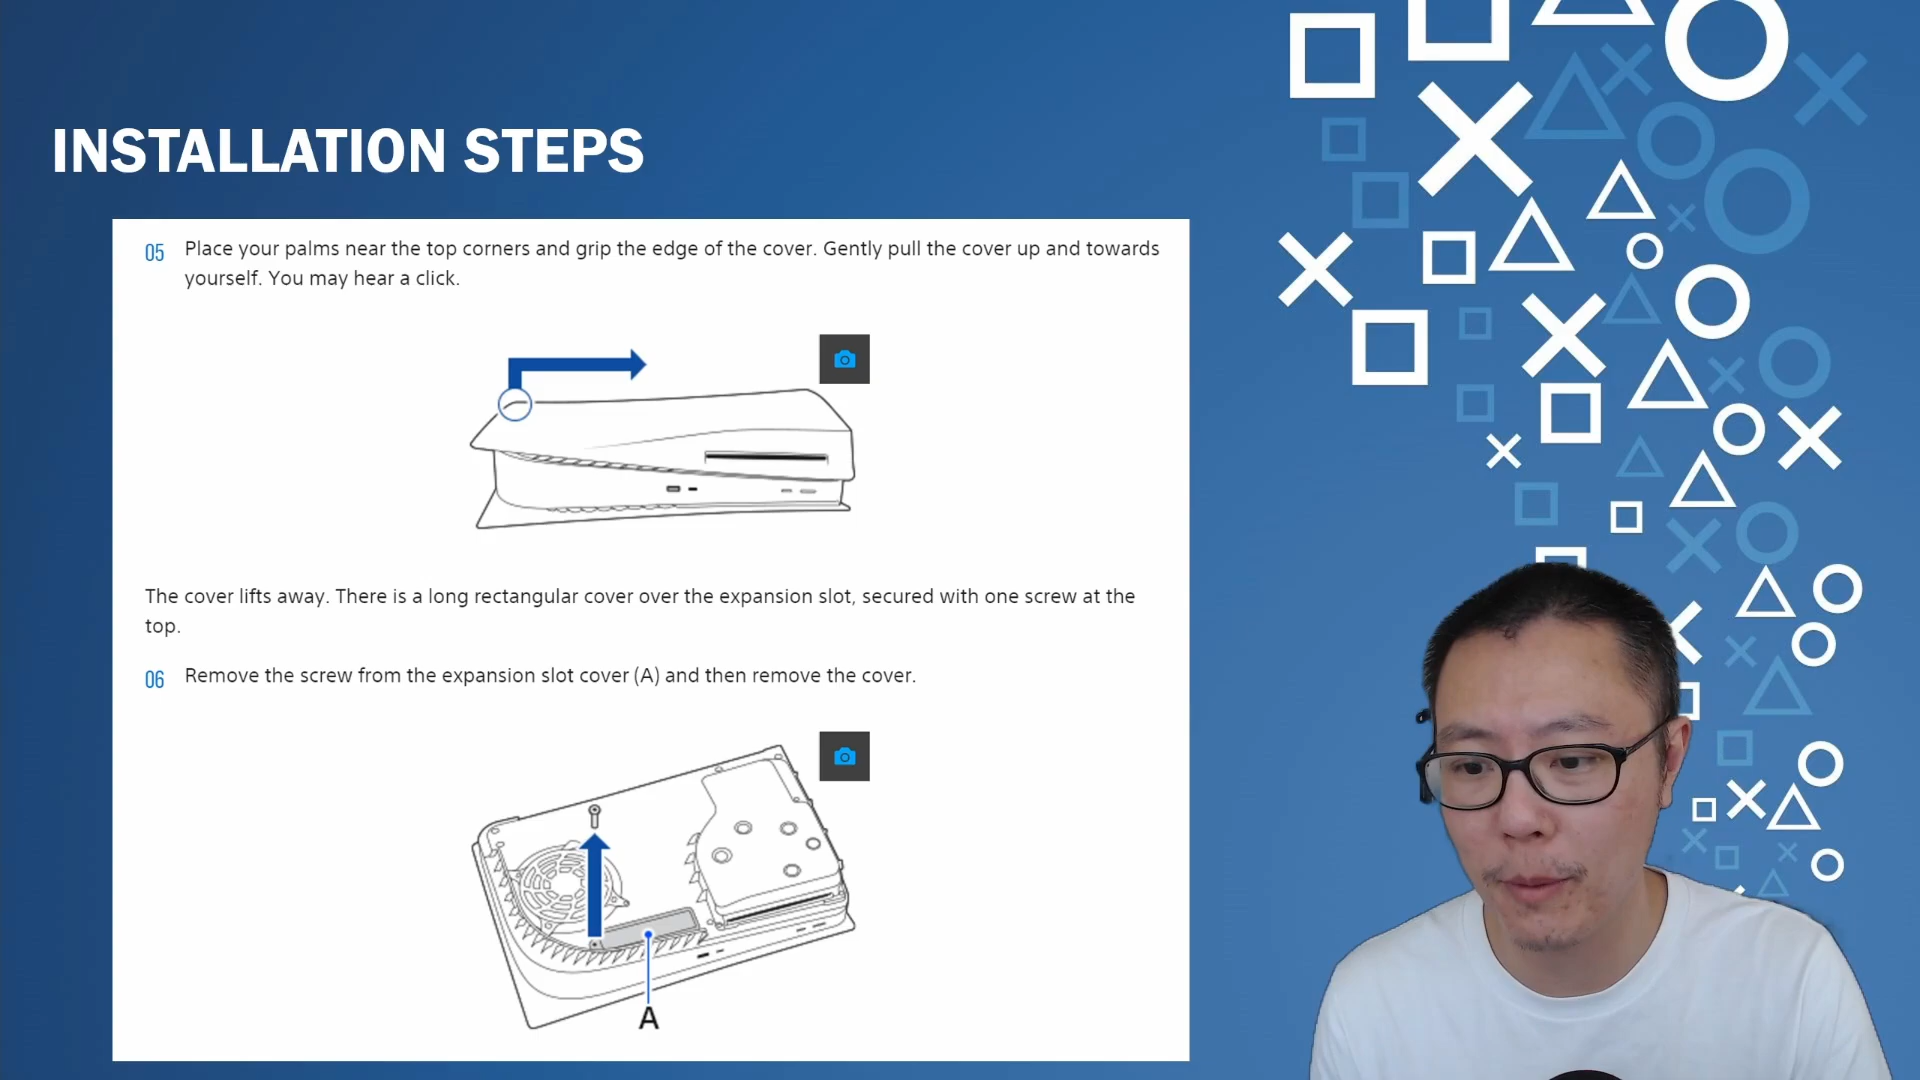 INSTALLATION STEPS
05 Place your palms near the top corners and grip the edge of the cover. Gently pull the cover up and towards
yourself. You may hear a click.
The cover lifts away. There is a long rectangular cover over the expansion slot, secured with one screw at the
top.
06 Remove the screw from the expansion slot cover (A) and then remove the cover.
A